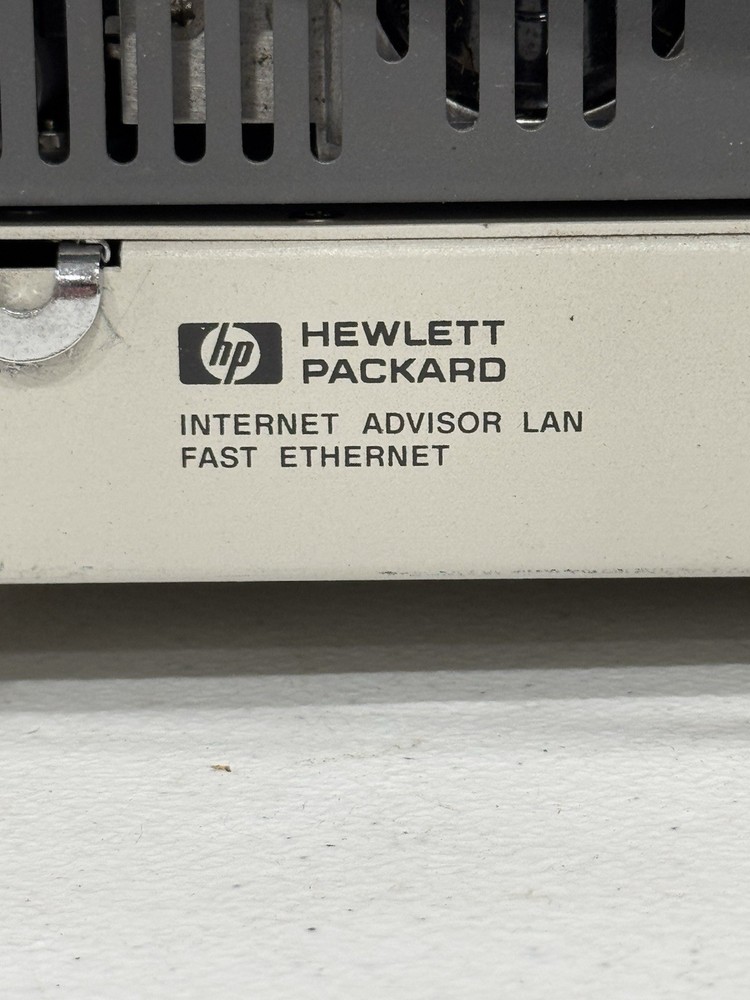 hp HEWLETT
PACKARD
INTERNET ADVISOR LAN
FAST ETHERNET